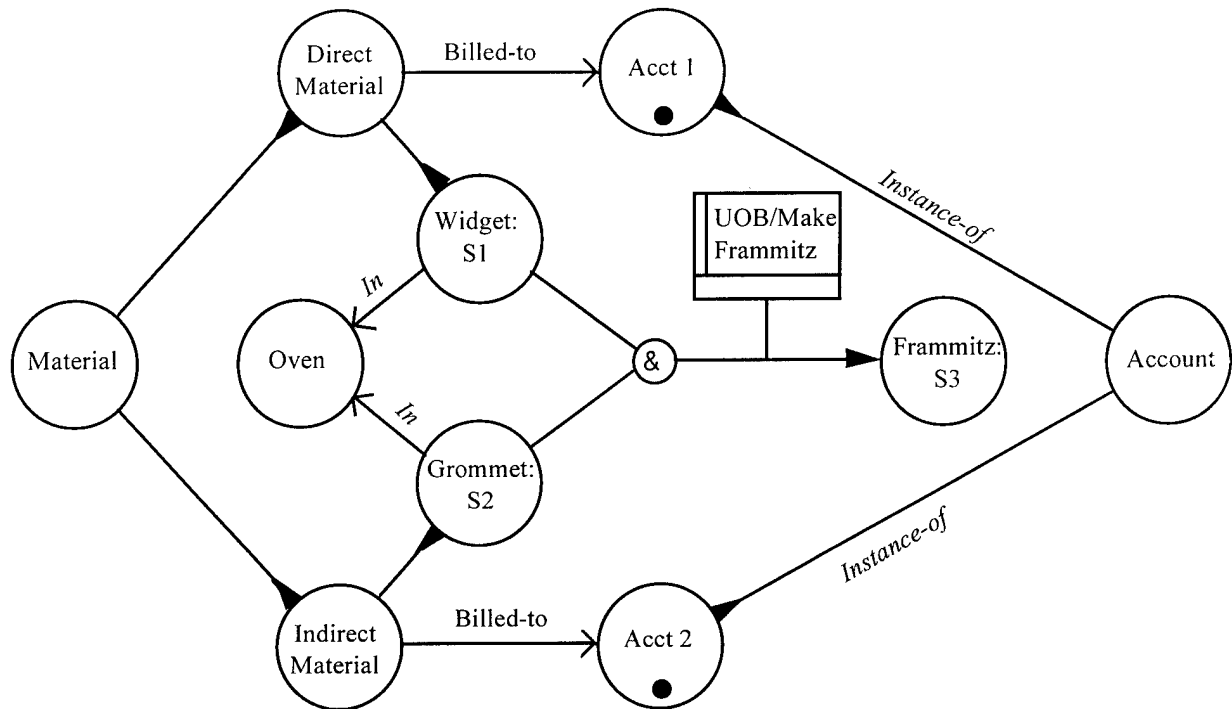 Direct
Material
Billed-to
Acct 1
Instance-of
Widget:
S1
UOB/Make
Frammitz
In
Material
Oven
&
Frammitz:
S3
Account
In
Grommet:
S2
Instance-of
Indirect
Material
Billed-to
Acct 2